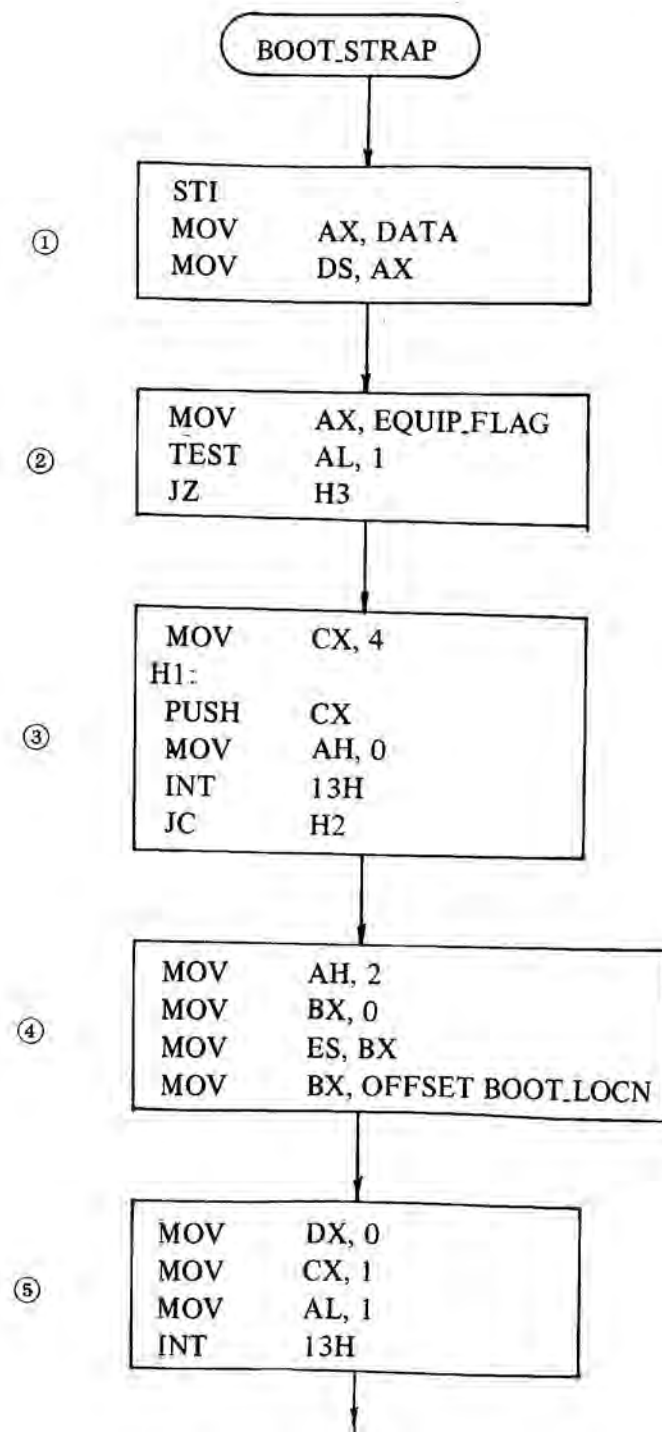 BOOT_STRAP
①
STI
MOV AX, DATA
MOV DS, AX
②
MOV AX, EQUIP_FLAG
TEST AL, 1
JZ H3
③
MOV CX, 4
H1:
PUSH CX
MOV AH, 0
INT 13H
JC H2
④
MOV AH, 2
MOV BX, 0
MOV ES, BX
MOV BX, OFFSET BOOT_LOCN
⑤
MOV DX, 0
MOV CX, 1
MOV AL, 1
INT 13H